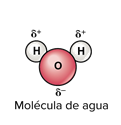 δ⁺ δ⁺
H H
O
δ⁻
Molécula de agua